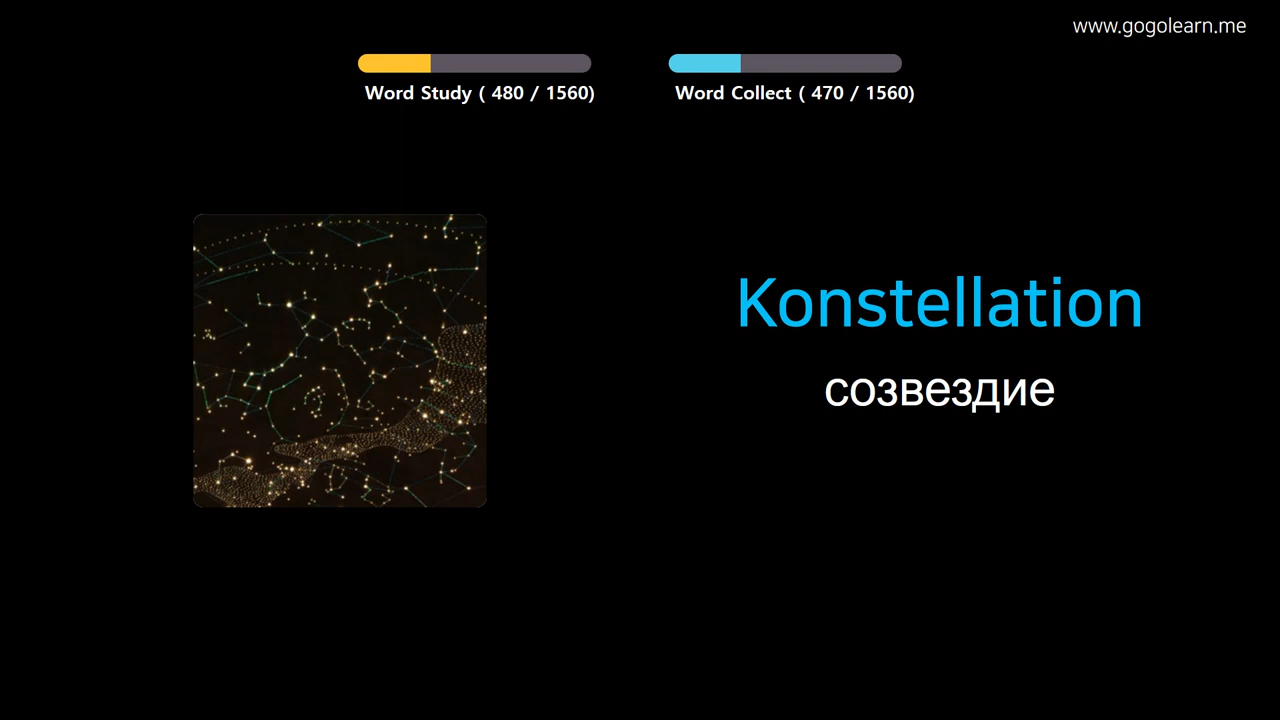 www.gogolearn.me
Word Study ( 480 / 1560)
Word Collect ( 470 / 1560)
Konstellation
созвездие